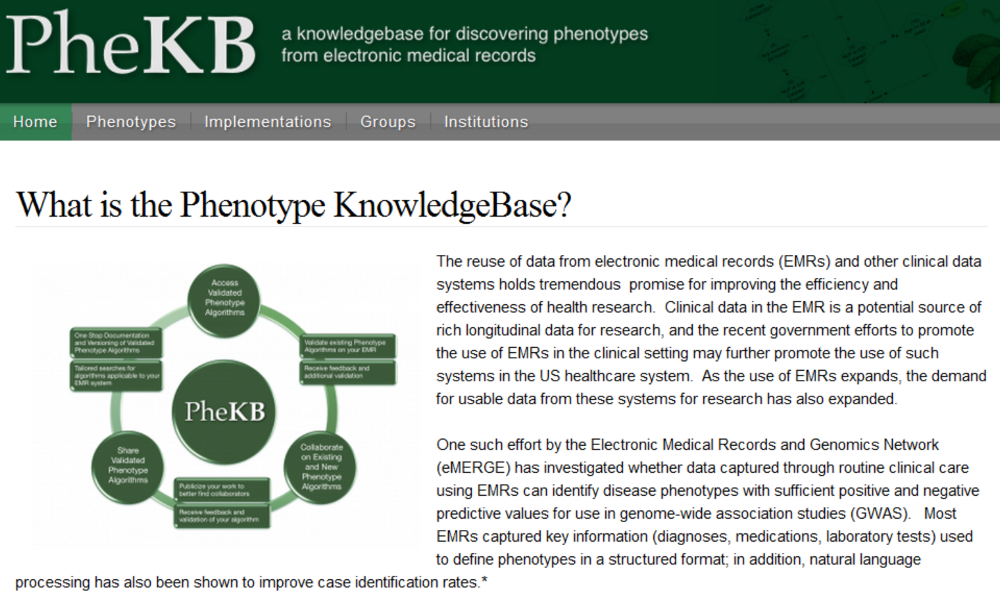 PheKB
a knowledgebase for discovering phenotypes
from electronic medical records
Home
Phenotypes
Implementations
Groups
Institutions
What is the Phenotype KnowledgeBase?
Access
Validated
Phenotype
Algorithms
One Stop Documentation
and Versioning of Validated
Phenotype Algorithms
Tailored searches for
algorithms applicable to your
EMR system
Validate existing Phenotype
Algorithms on your EMR
Receive feedback and
additional validation
PheKB
Share
Validated
Phenotype
Algorithms
Collaborate
on Existing
and New
Phenotype
Algorithms
Publicize your work to
better find collaborators
Receive feedback and
validation of your algorithm
The reuse of data from electronic medical records (EMRs) and other clinical data
systems holds tremendous  promise for improving the efficiency and
effectiveness of health research.  Clinical data in the EMR is a potential source of
rich longitudinal data for research, and the recent government efforts to promote
the use of EMRs in the clinical setting may further promote the use of such
systems in the US healthcare system.  As the use of EMRs expands, the demand
for usable data from these systems for research has also expanded.
One such effort by the Electronic Medical Records and Genomics Network
(eMERGE) has investigated whether data captured through routine clinical care
using EMRs can identify disease phenotypes with sufficient positive and negative
predictive values for use in genome-wide association studies (GWAS).   Most
EMRs captured key information (diagnoses, medications, laboratory tests) used
to define phenotypes in a structured format; in addition, natural language
processing has also been shown to improve case identification rates.*